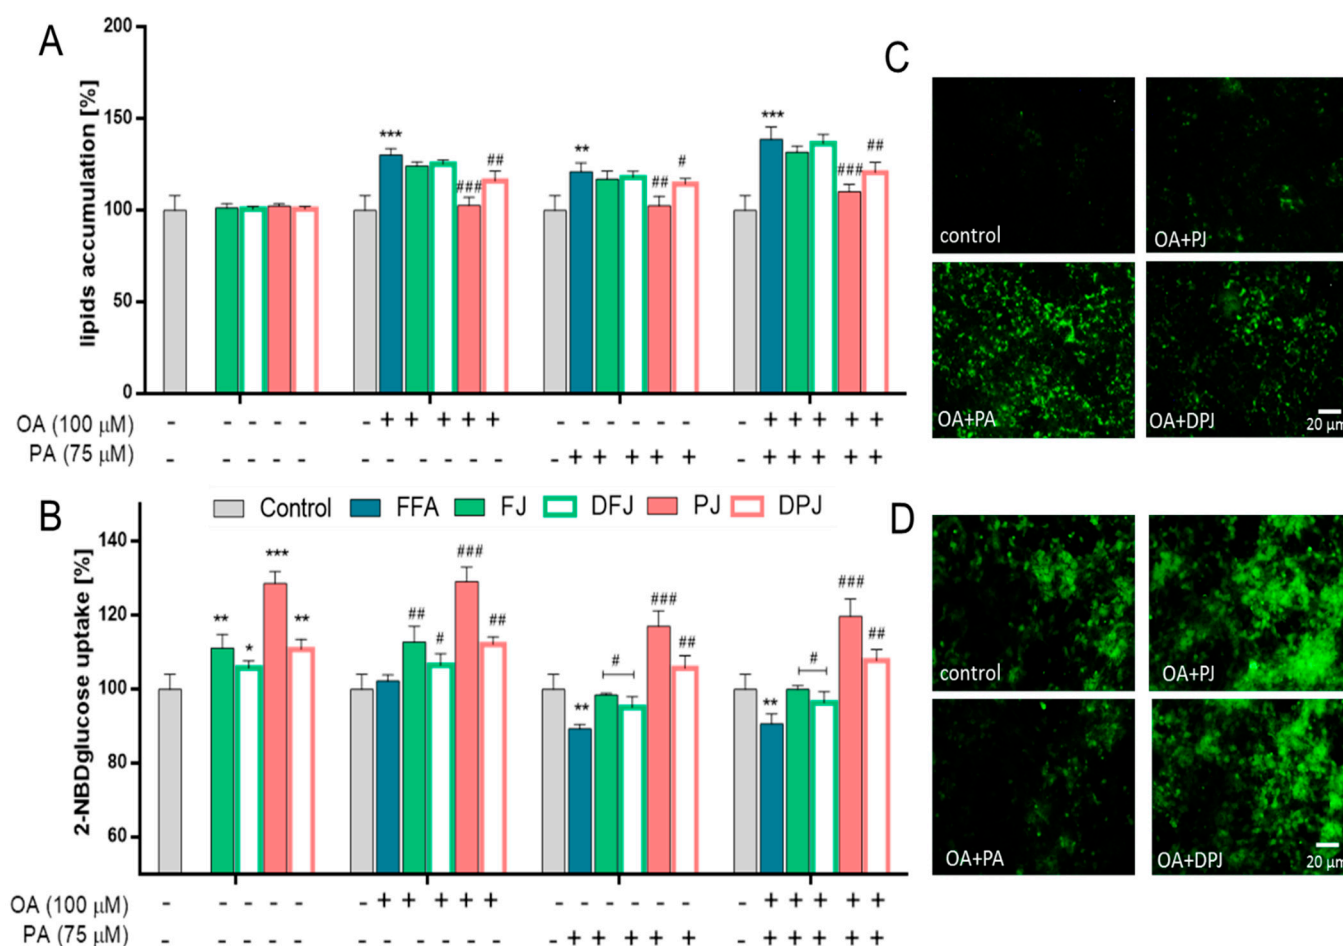 A
lipids accumulation [%]
200
150
100
50
0
*** ### ##
** ## #
*** ### ##
OA (100 μM) - - - - - - + + + + + - - - - - - - + + + + +
PA (75 μM) - - - - - - - - - - - - + + + + + - + + + + +
Control FFA FJ DFJ PJ DPJ
B
2-NBDglucose uptake [%]
140
120
100
80
60
** * *** **
## # ### ##
** # ### ##
** # ### ##
OA (100 μM) - - - - - - + + + + + - - - - - - - + + + + +
PA (75 μM) - - - - - - - - - - - - + + + + + - + + + + +
C
control
OA+PJ
OA+PA
OA+DPJ
20 μm
D
control
OA+PJ
OA+PA
OA+DPJ
20 μm